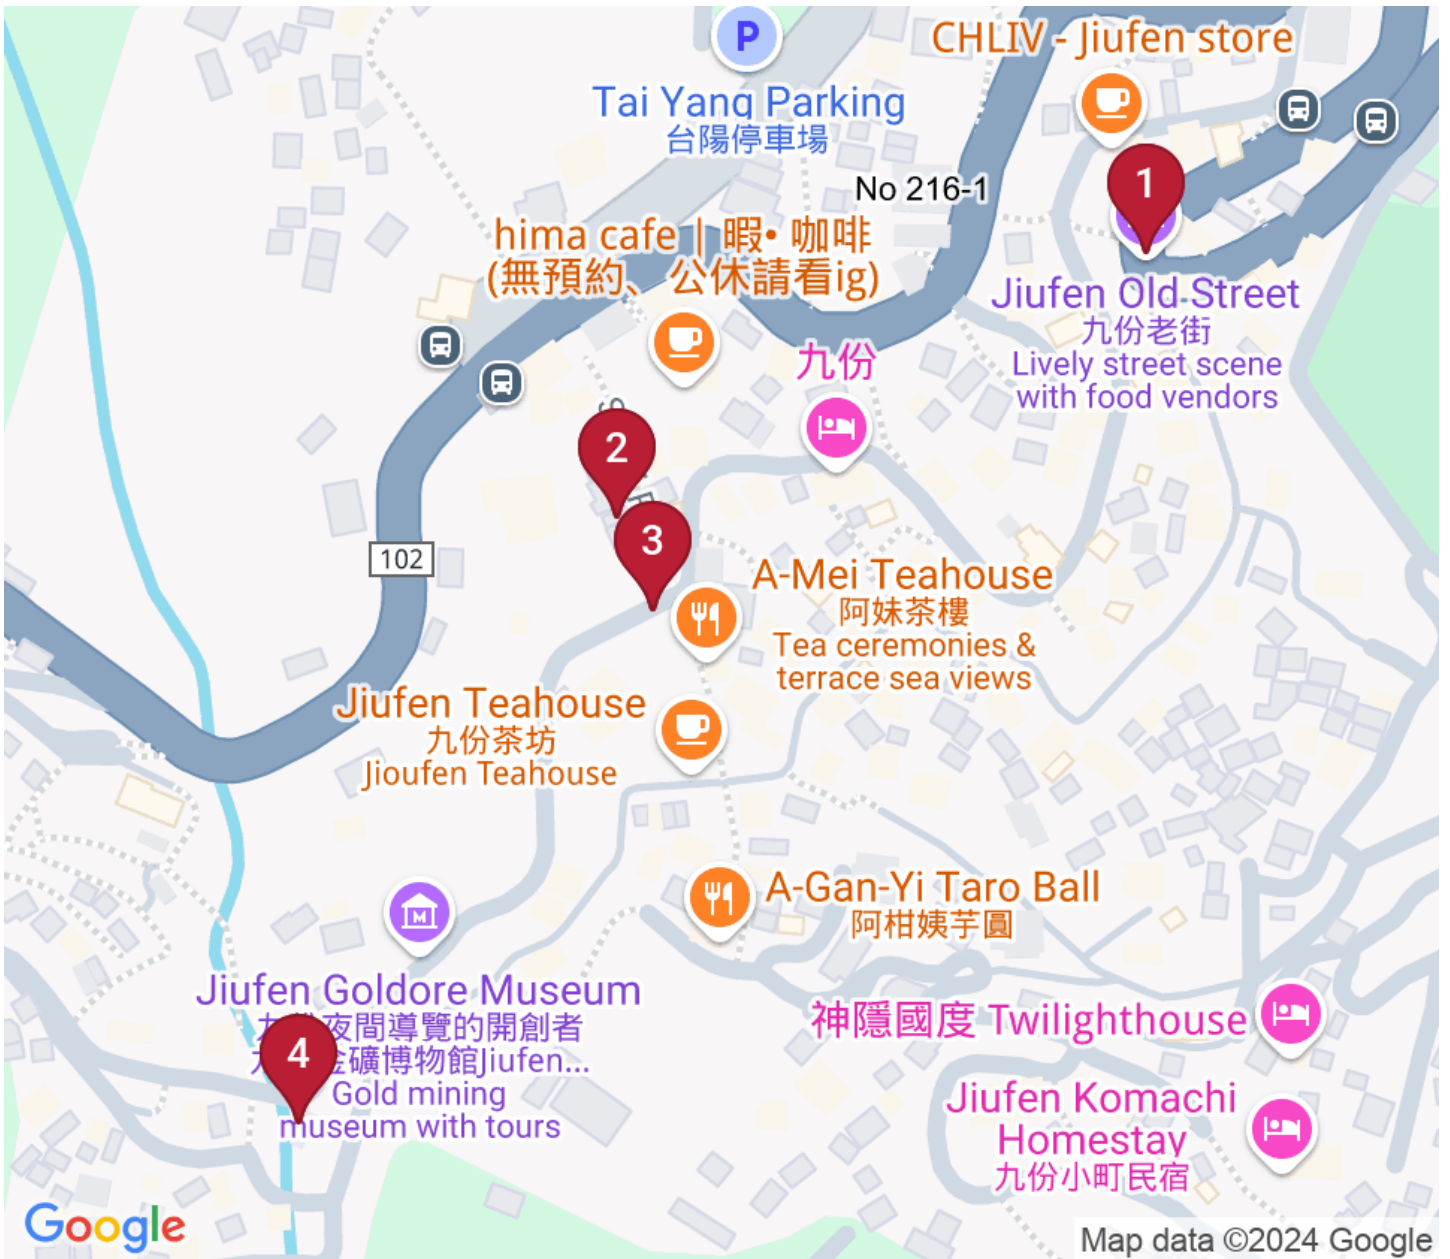 CHLIV - Jiufen store
P
Tai Yang Parking
台陽停車場
1
No 216-1
hima cafe | 暇• 咖啡
(無預約、公休請看ig)
Jiufen Old Street
九份老街
Lively street scene
with food vendors
九份
2
3
102
A-Mei Teahouse
阿妹茶樓
Tea ceremonies &
terrace sea views
Jiufen Teahouse
九份茶坊
Jioufen Teahouse
A-Gan-Yi Taro Ball
阿柑姨芋圓
M
Jiufen Goldore Museum
夜間導覽的開創者
礦博物館Jiufen...
Gold mining
museum with tours
4
神隱國度 Twilighthouse
Jiufen Komachi
Homestay
九份小町民宿
Google
Map data ©2024 Google